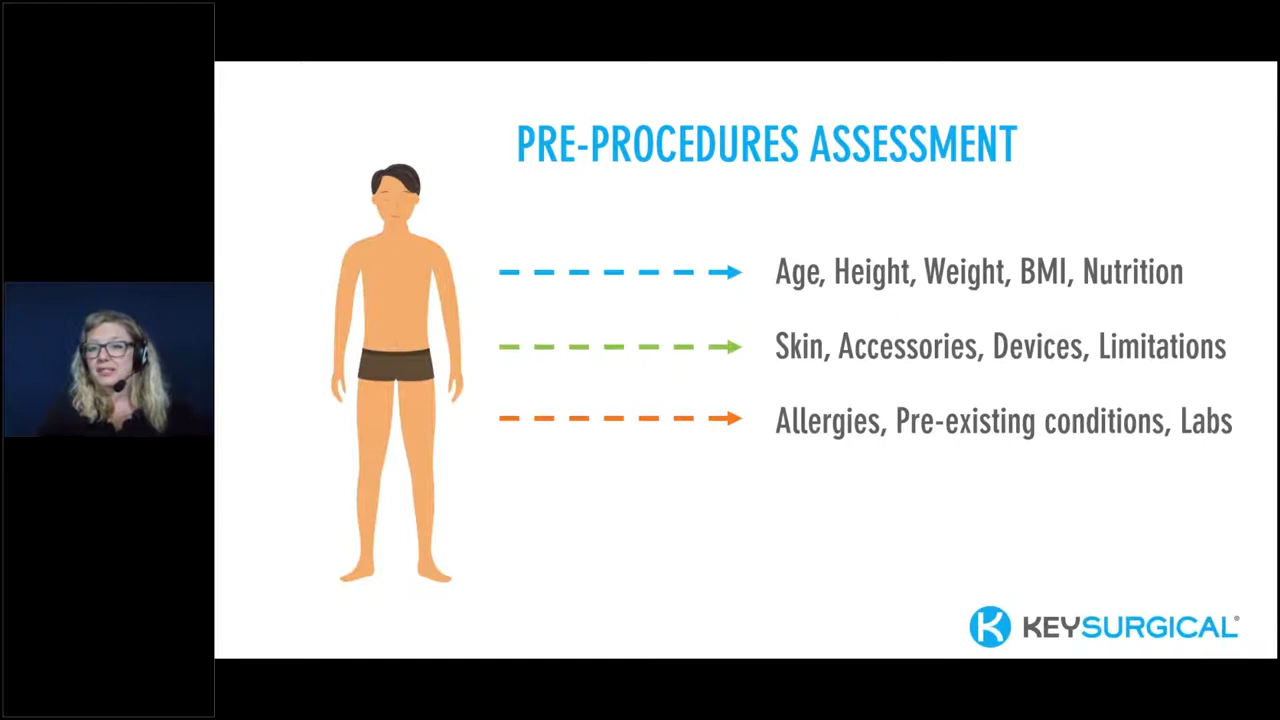 PRE-PROCEDURES ASSESSMENT
Age, Height, Weight, BMI, Nutrition
Skin, Accessories, Devices, Limitations
Allergies, Pre-existing conditions, Labs
K KEYSURGICAL®